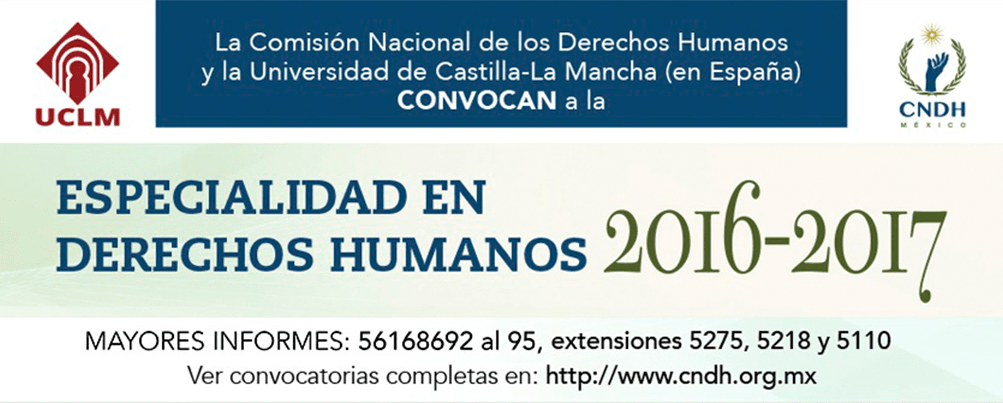 La Comisión Nacional de los Derechos Humanos
y la Universidad de Castilla-La Mancha (en España)
CONVOCAN a la
UCLM
CNDH
MÉXICO
ESPECIALIDAD EN
DERECHOS HUMANOS 2016-2017
MAYORES INFORMES: 56168692 al 95, extensiones 5275, 5218 y 5110
Ver convocatorias completas en: http://www.cndh.org.mx